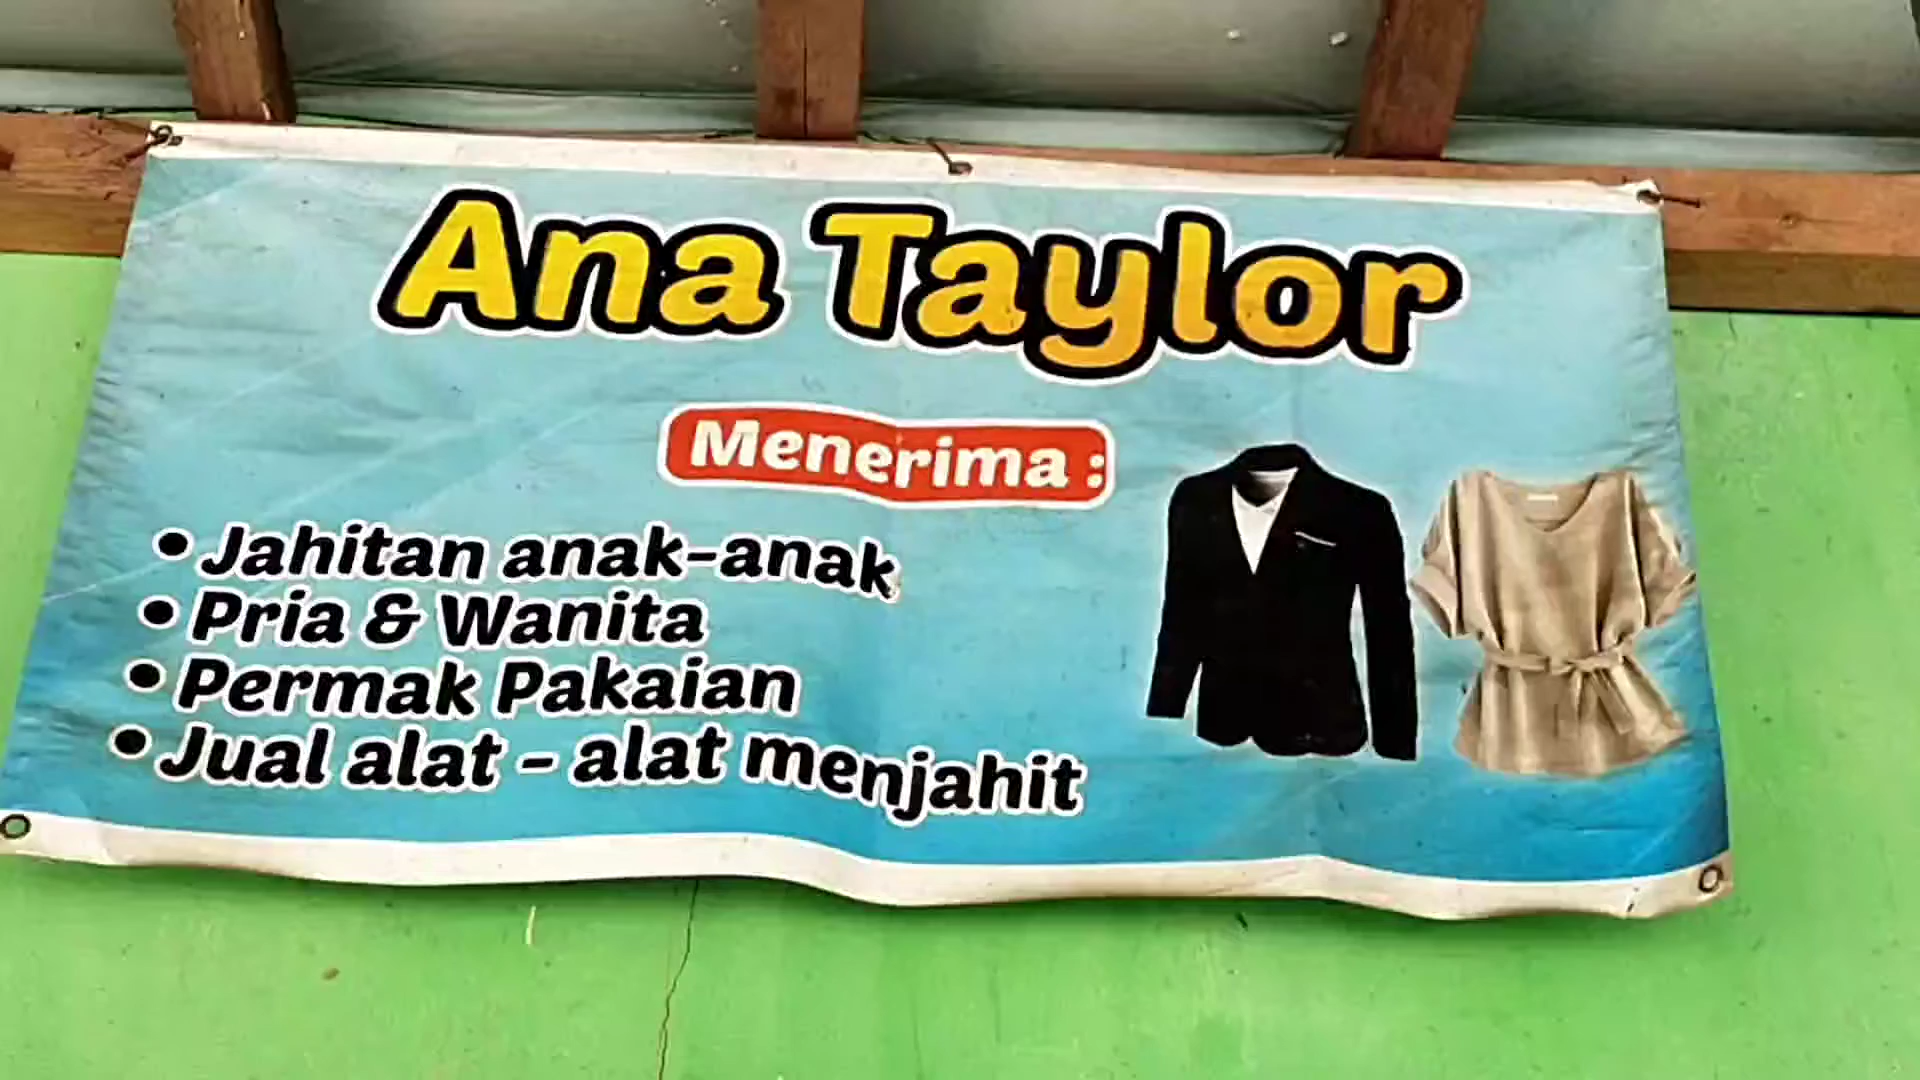 Ana Taylor
Menerima :
• Jahitan anak-anak
• Pria & Wanita
• Permak Pakaian
• Jual alat - alat menjahit